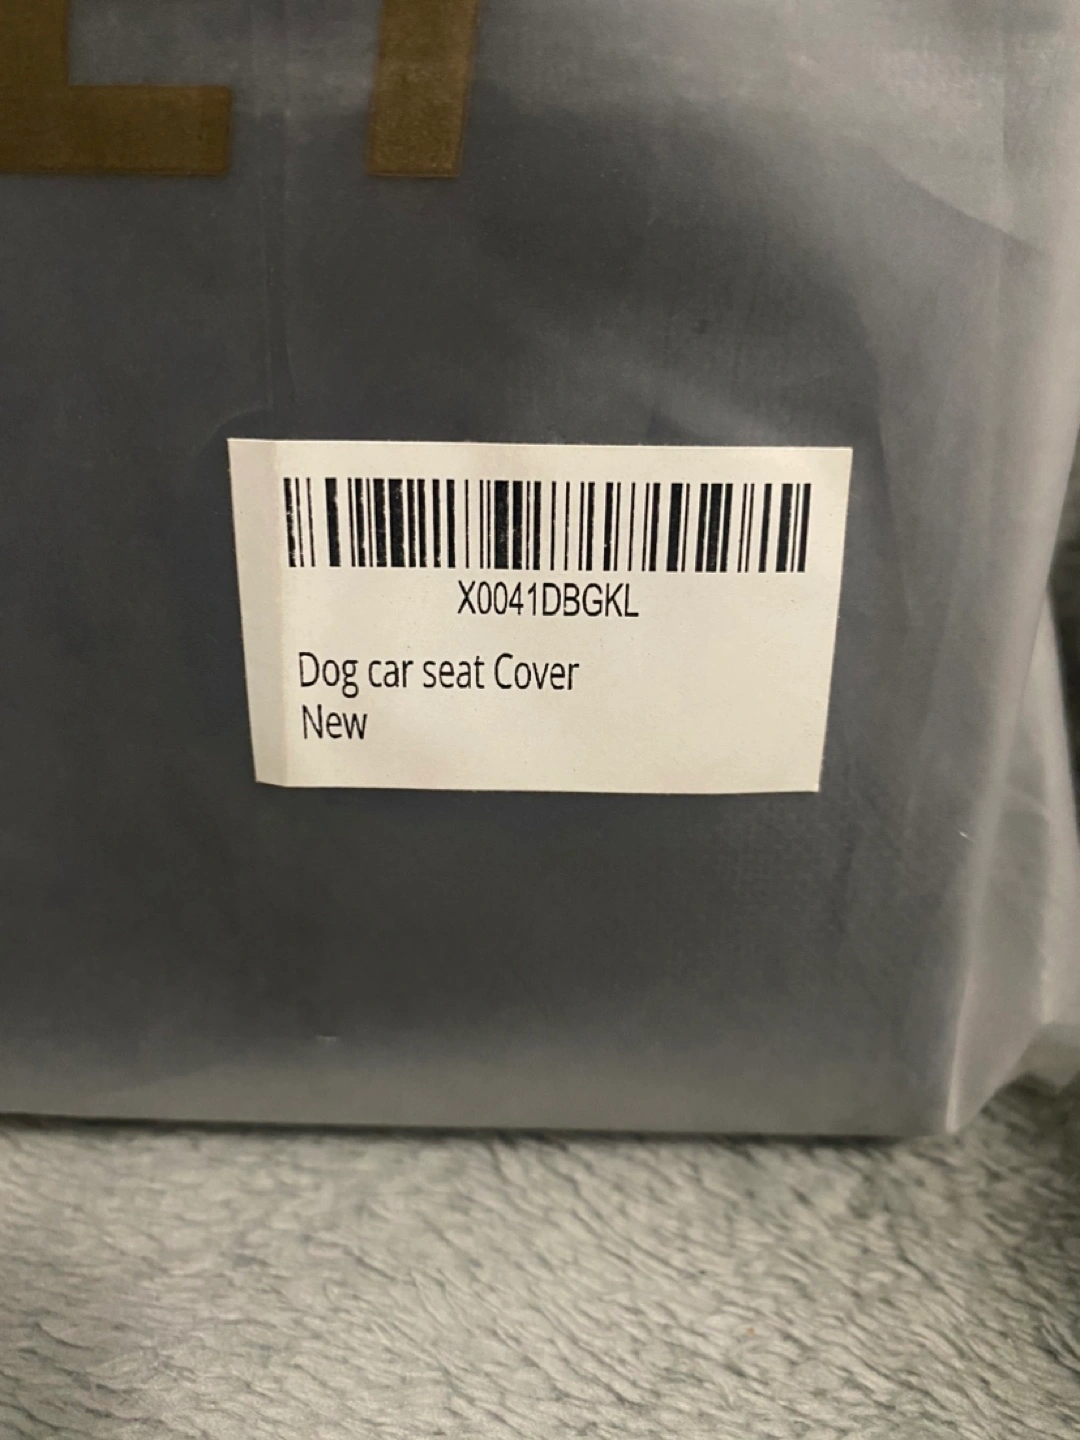 X0041DBGKL
Dog car seat Cover
New